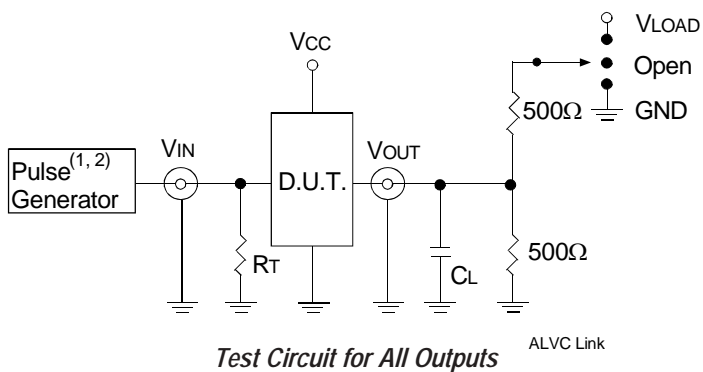 VLOAD
VCC
Open
500Ω
GND
VIN
VOUT
Pulse(1, 2)
Generator
D.U.T.
RT
CL
500Ω
ALVC Link
Test Circuit for All Outputs